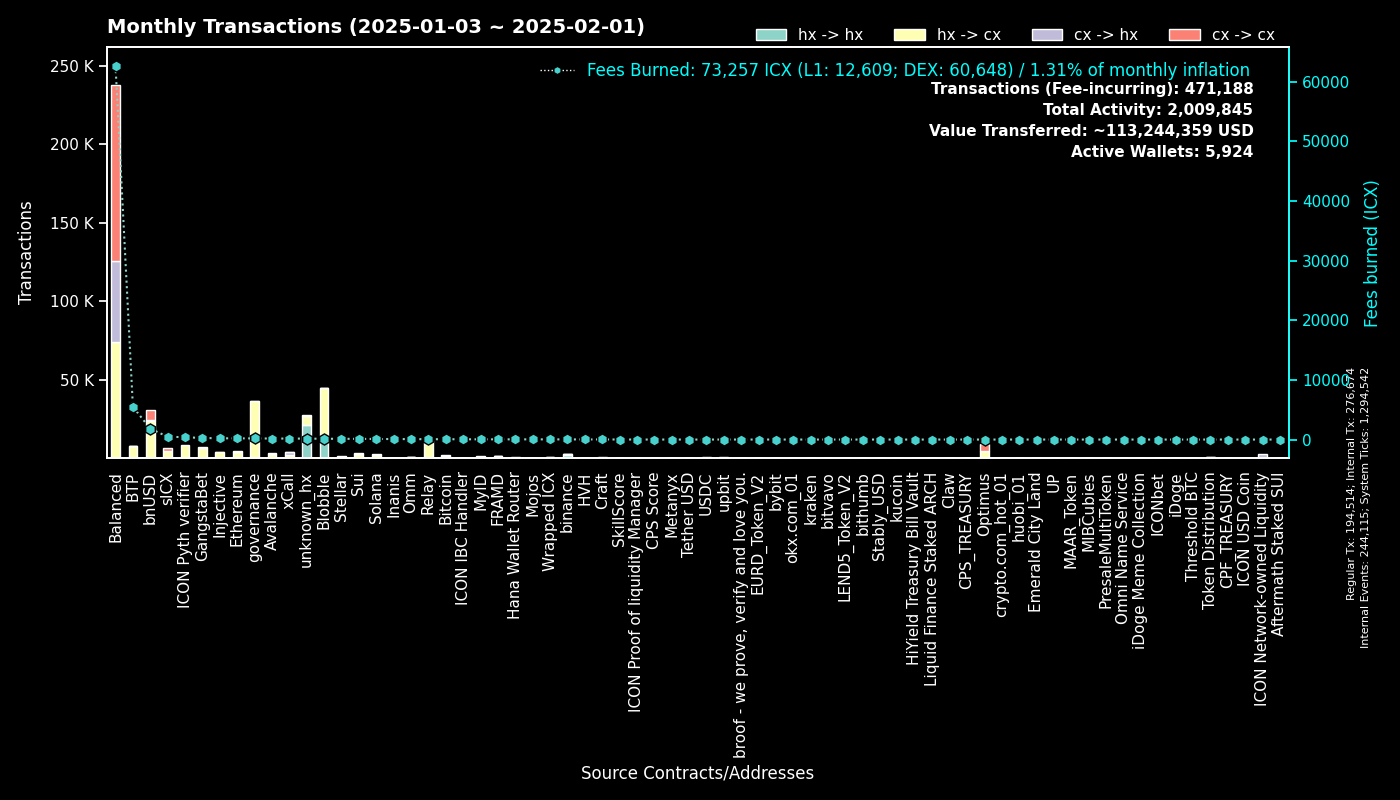 Monthly Transactions (2025-01-03 ~ 2025-02-01)
hx -> hx
hx -> cx
cx -> hx
cx -> cx
Fees Burned: 73,257 ICX (L1: 12,609; DEX: 60,648) / 1.31% of monthly inflation
Transactions (Fee-incurring): 471,188
Total Activity: 2,009,845
Value Transferred: ~113,244,359 USD
Active Wallets: 5,924
Transactions
250 K
200 K
150 K
100 K
50 K
60000
50000
40000
30000
20000
10000
0
Fees burned (ICX)
Regular Tx: 194,514; Internal Tx: 276,674
Internal Events: 244,115; System Ticks: 1,294,542
Balanced
BTP
bnUSD
sICX
ICON Pyth verifier
GangstaBet
Injective
Ethereum
governance
Avalanche
xCall
unknown_hx
Blobble
Stellar
Sui
Solana
Inanis
Omm
Relay
Bitcoin
ICON IBC Handler
MyID
FRAMD
Hana Wallet Router
Mojos
Wrapped ICX
binance
HVH
Craft
SkillScore
ICON Proof of liquidity Manager
CPS Score
Metanyx
Tether USD
USDC
upbit
broof - we prove, verify and love you.
EURD_Token_V2
bybit
okx.com_01
kraken
bitvavo
LEND5_Token_V2
bithumb
Stably_USD
kucoin
HiYield Treasury Bill Vault
Liquid Finance Staked ARCH
Claw
CPS_TREASURY
Optimus
crypto.com_hot_01
huobi_01
Emerald City Land
UP
MAAR_Token
MIBCubies
PresaleMultiToken
Omni Name Service
iDoge Meme Collection
ICONbet
iDoge
Threshold BTC
Token Distribution
CPF_TREASURY
ICON USD Coin
ICON Network-owned Liquidity
Aftermath Staked SUI
Source Contracts/Addresses